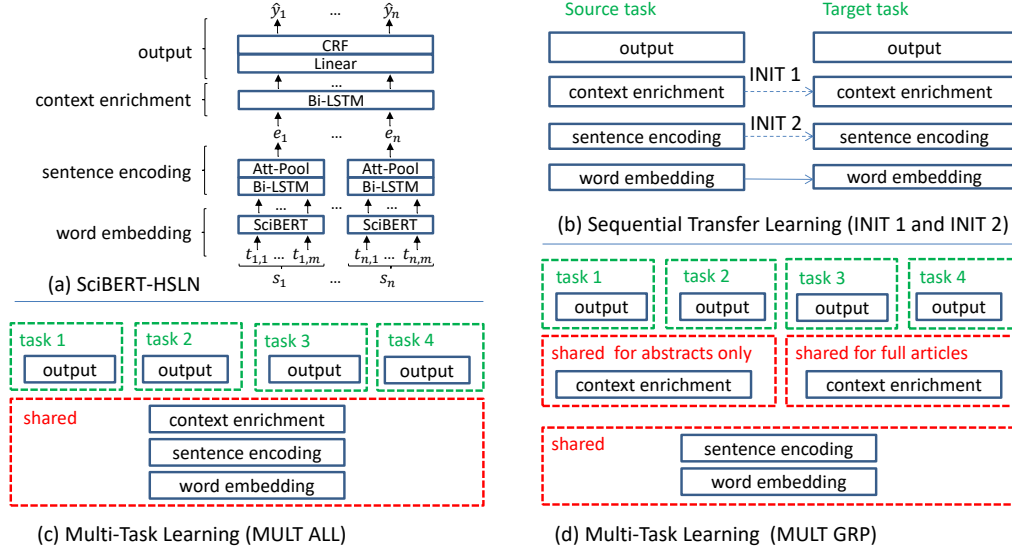 ŷ₁ ... ŷₙ
output
CRF
Linear
...
context enrichment
Bi-LSTM
e₁ ... eₙ
sentence encoding
Att-Pool Att-Pool
Bi-LSTM Bi-LSTM
... ... ...
word embedding
SciBERT ... SciBERT
t₁,₁ ... t₁,ₘ tₙ,₁ ... tₙ,ₘ
s₁ ... sₙ
(a) SciBERT-HSLN
Source task Target task
output output
INIT 1
context enrichment context enrichment
INIT 2
sentence encoding sentence encoding
word embedding word embedding
(b) Sequential Transfer Learning (INIT 1 and INIT 2)
task 1 task 2 task 3 task 4
output output output output
shared
context enrichment
sentence encoding
word embedding
(c) Multi-Task Learning (MULT ALL)
task 1 task 2 task 3 task 4
output output output output
shared for abstracts only shared for full articles
context enrichment context enrichment
shared
sentence encoding
word embedding
(d) Multi-Task Learning (MULT GRP)